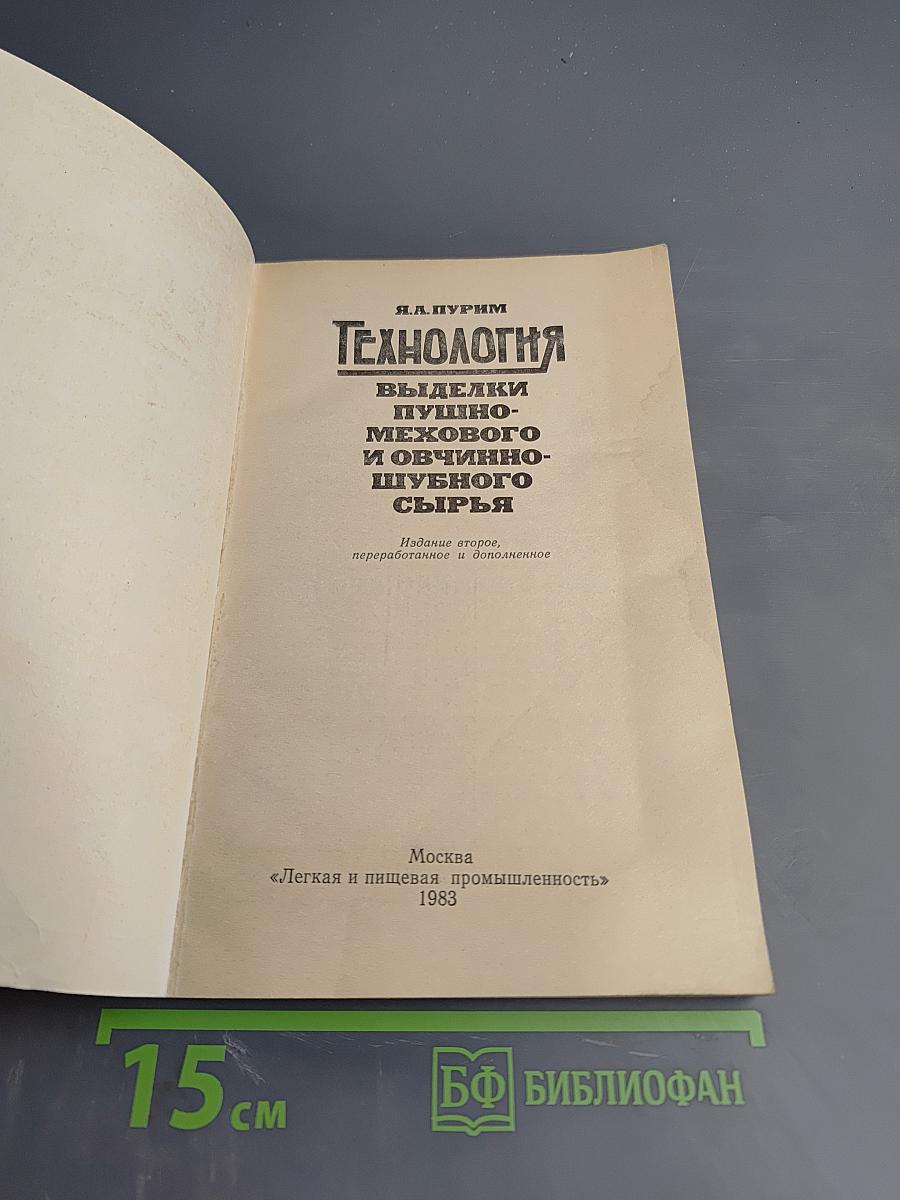 Я.А.ПУРИМ
ТЕХНОЛОГИЯ
ВЫДЕЛКИ
ПУШНО-
МЕХОВОГО
И ОВЧИННО-
ШУБНОГО
СЫРЬЯ
Издание второе,
переработанное и дополненное
Москва
«Легкая и пищевая промышленность»
1983
15 см
БФ БИБЛИОФАН